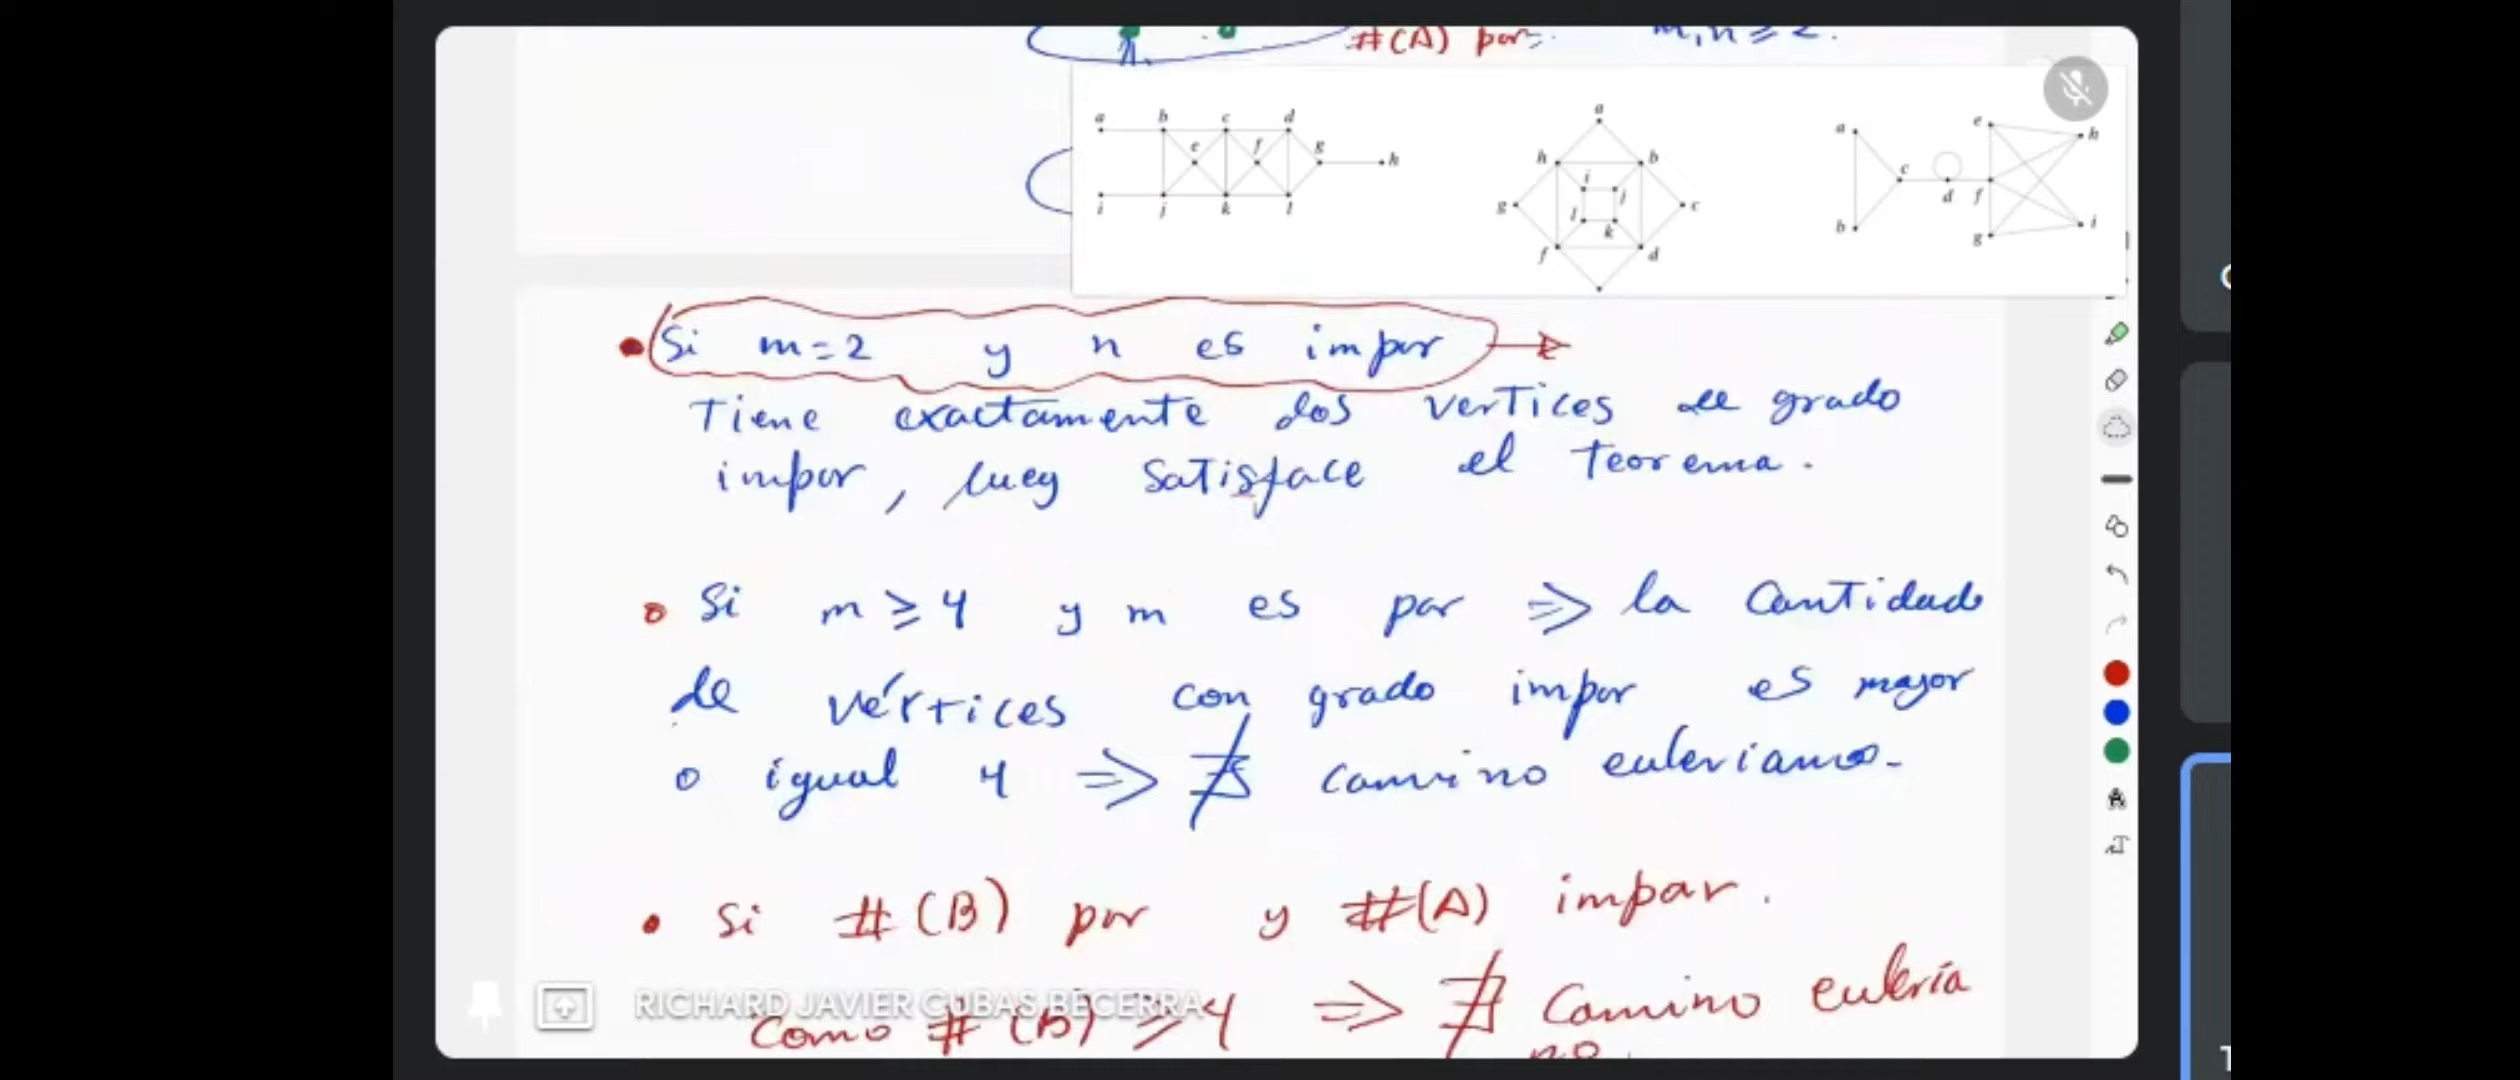 #(A) par m,n ≥ 2.
a b c d
e f g h
i j k l
a
h b
i j
g c
l k
f d
e h
a
c
d f
b i
g
Si m = 2 y n es impar →
Tiene exactamente dos vertices de grado
impar, lueg satisface el Teorema.
Si m ≥ 4 y m es par ⇒ la Cantidad
de vértices con grado impar es mayor
o igual 4 ⇒ ∄ camino euleriano.
Si #(B) par y #(A) impar.
Como #(B) ≥ 4 ⇒ ∄ Camino euleria
no
RICHARD JAVIER CUBAS BECERRA